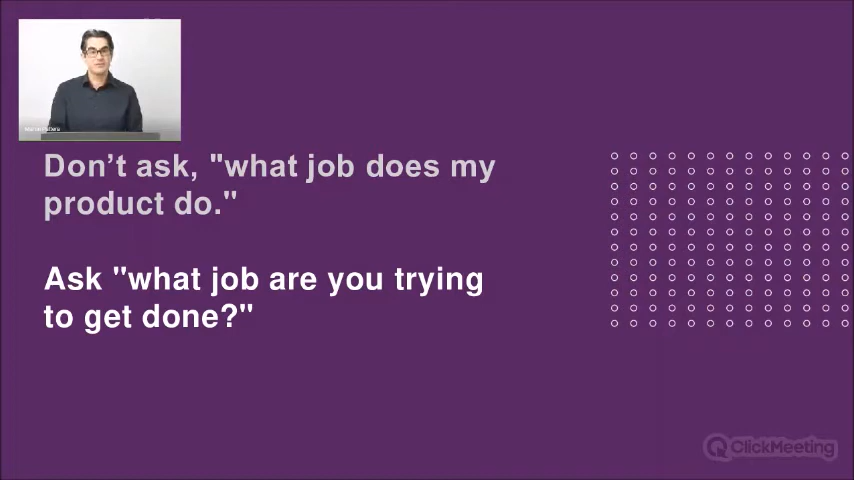 Don’t ask, "what job does my
product do."
Ask "what job are you trying
to get done?"
ClickMeeting